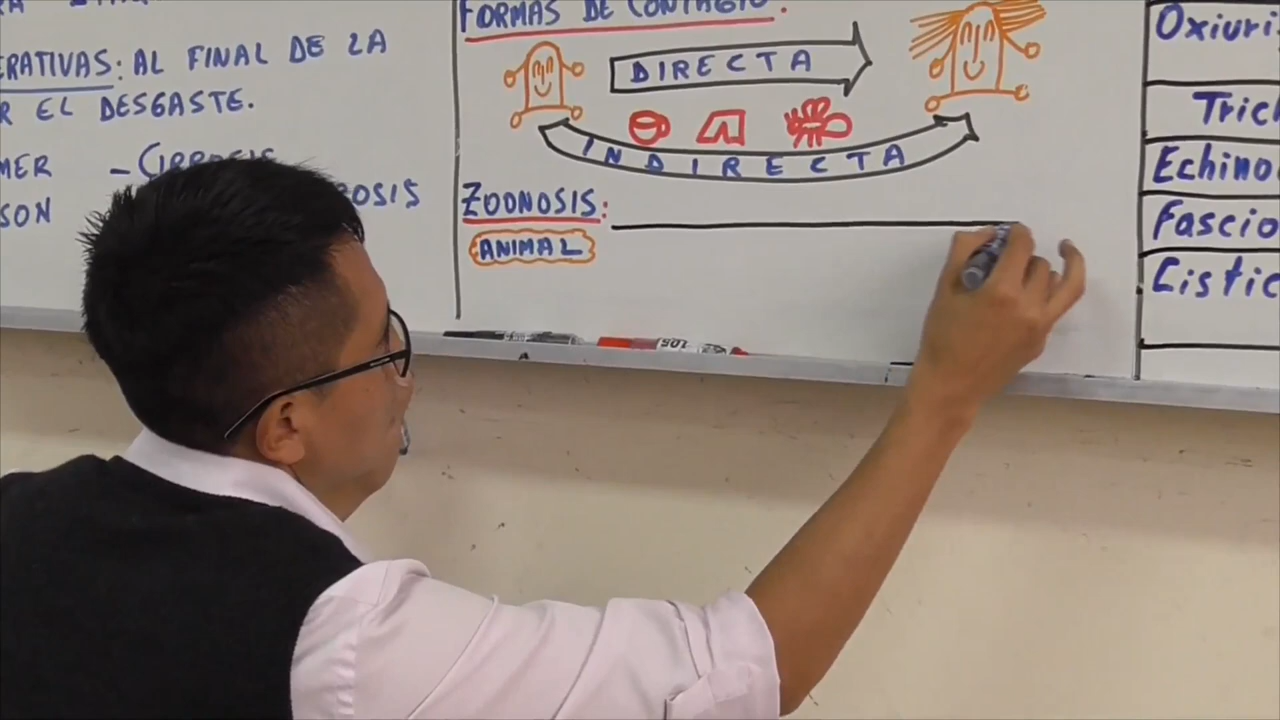 ERATIVAS: AL FINAL DE LA
R EL DESGASTE.
MER - CIRROSIS
SON OSIS
FORMAS DE CONTAGIO:
DIRECTA
INDIRECTA
ZOONOSIS:
ANIMAL
Oxiuri
Trich
Echino
Fascio
Cistic